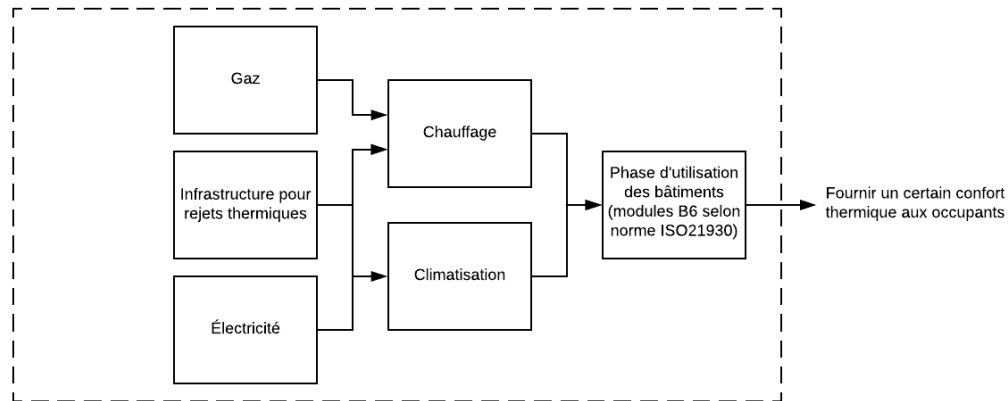 Gaz
Infrastructure pour
rejets thermiques
Électricité
Chauffage
Climatisation
Phase d'utilisation
des bâtiments
(modules B6 selon
norme ISO21930)
Fournir un certain confort
thermique aux occupants